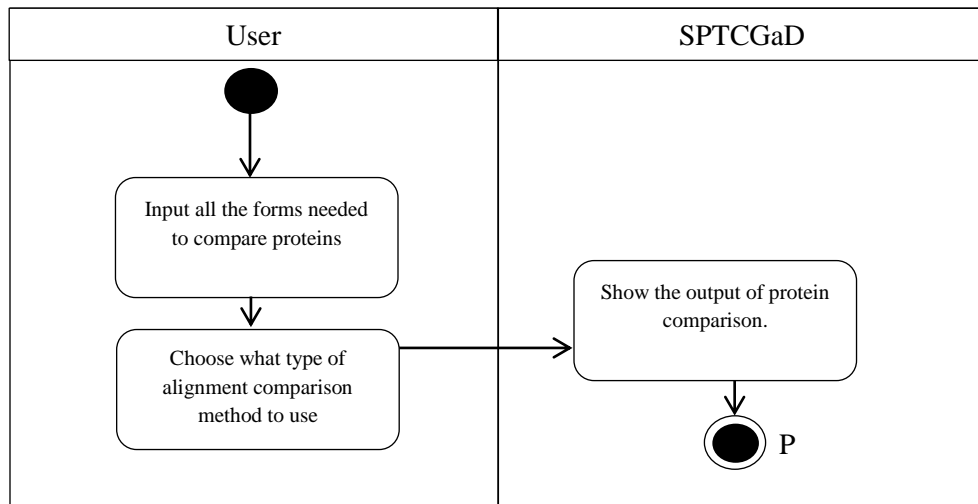 User
SPTCGaD
Input all the forms needed
to compare proteins
Choose what type of
alignment comparison
method to use
Show the output of protein
comparison.
P